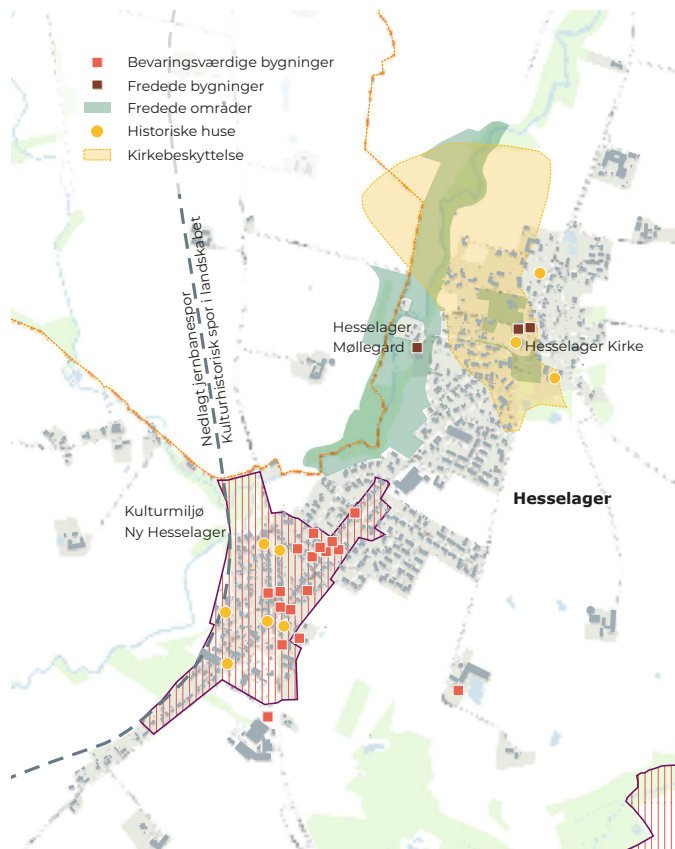 Bevaringsværdige bygninger
Fredede bygninger
Fredede områder
Historiske huse
Kirkebeskyttelse
Nedlagt jernbanespor
Kulturhistorisk spor i landskabet
Hesselager
Møllegård
Hesselager Kirke
Hesselager
Kulturmiljø
Ny Hesselager